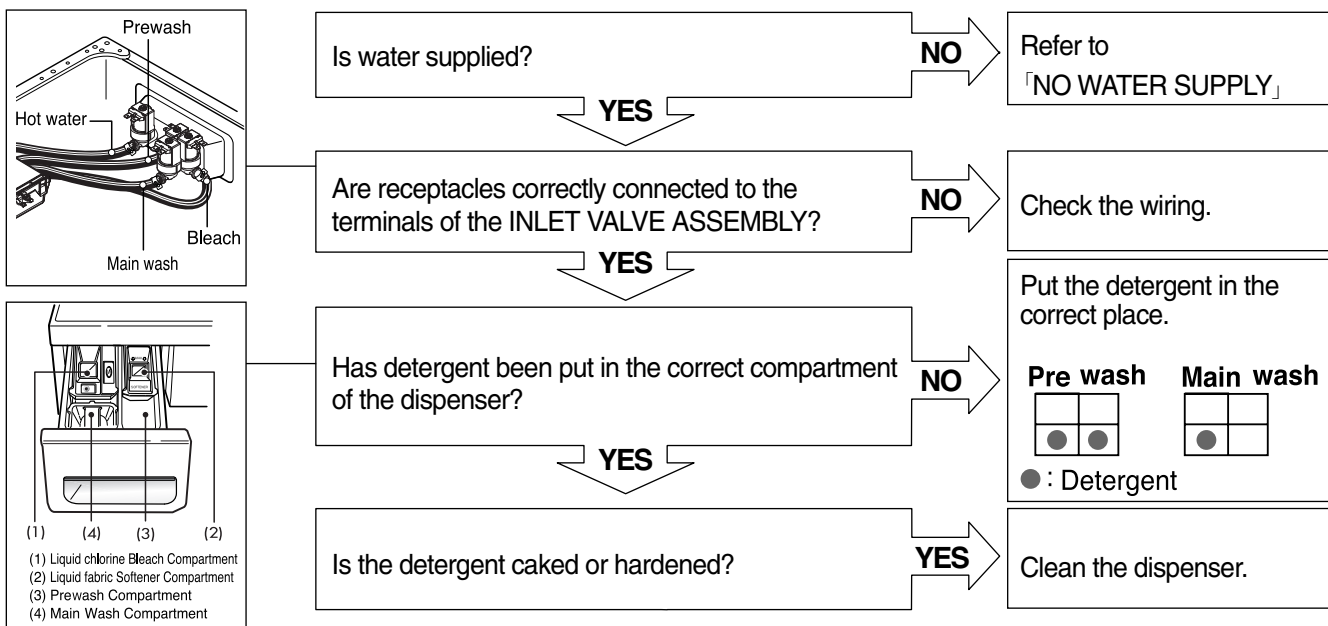 Prewash
Hot water
Bleach
Main wash
Is water supplied?
NO
Refer to
「NO WATER SUPPLY」
YES
Are receptacles correctly connected to the
terminals of the INLET VALVE ASSEMBLY?
NO
Check the wiring.
YES
Has detergent been put in the correct compartment
of the dispenser?
NO
Put the detergent in the
correct place.
Pre wash Main wash
: Detergent
YES
SOFTENER
(1) (4) (3) (2)
(1) Liquid chlorine Bleach Compartment
(2) Liquid fabric Softener Compartment
(3) Prewash Compartment
(4) Main Wash Compartment
Is the detergent caked or hardened?
YES
Clean the dispenser.